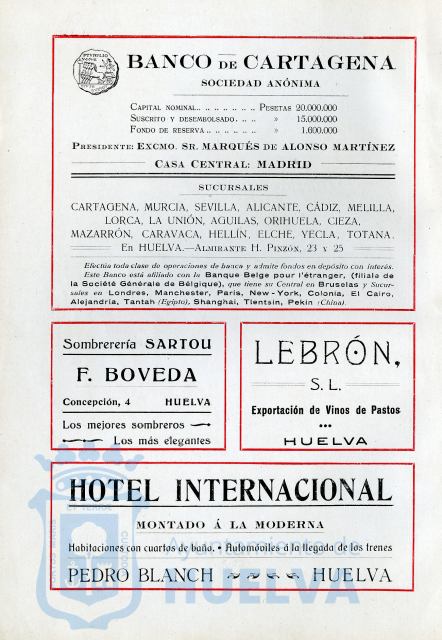 BANCO DE CARTAGENA
SOCIEDAD ANÓNIMA
CAPITAL NOMINAL........ PESETAS 20.000.000
SUSCRITO Y DESEMBOLSADO.... » 15.000.000
FONDO DE RESERVA....... » 1.600.000
PRESIDENTE: EXCMO. SR. MARQUÉS DE ALONSO MARTÍNEZ
CASA CENTRAL: MADRID
SUCURSALES
CARTAGENA, MURCIA, SEVILLA, ALICANTE, CÁDIZ, MELILLA,
LORCA, LA UNIÓN, AGUILAS, ORIHUELA, CIEZA,
MAZARRÓN, CARAVACA, HELLÍN, ELCHE, YECLA, TOTANA.
En HUELVA.—ALMIRANTE H. PINZÓN, 23 y 25
Efectúa toda clase de operaciones de banca y admite fondos en depósito con interés.
Este Banco está afiliado con la Banque Belge pour l'étranger, (filiale de
la Société Générale de Bélgique), que tiene su Central en Bruselas y Sucur-
sales en Londres, Manchester, Paris, New-York, Colonia, El Cairo,
Alejandría, Tantah (Egipto), Shanghai, Tientsin, Pekín (China).
Sombrerería SARTOU
F. BOVEDA
Concepción, 4 HUELVA
Los mejores sombreros
Los más elegantes
LEBRÓN,
S. L.
Exportación de Vinos de Pastos
HUELVA
HOTEL INTERNACIONAL
MONTADO Á LA MODERNA
Habitaciones con cuartos de baño. • Automóviles á la llegada de los trenes
PEDRO BLANCH HUELVA
Ayuntamiento de
HUELVA